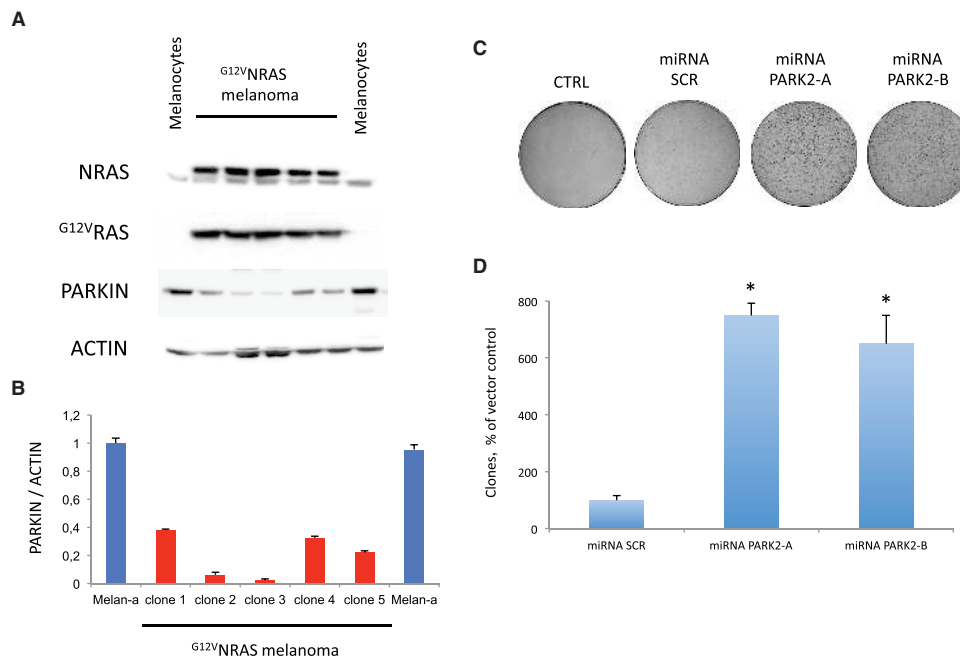 A
Melanocytes
G12VNRAS
melanoma
Melanocytes
NRAS
G12VRAS
PARKIN
ACTIN
B
PARKIN / ACTIN
1,2
1
0,8
0,6
0,4
0,2
0
Melan-a clone 1 clone 2 clone 3 clone 4 clone 5 Melan-a
G12VNRAS melanoma
C
CTRL
miRNA
SCR
miRNA
PARK2-A
miRNA
PARK2-B
D
Clones, % of vector control
800
600
400
200
0
*
*
miRNA SCR miRNA PARK2-A miRNA PARK2-B